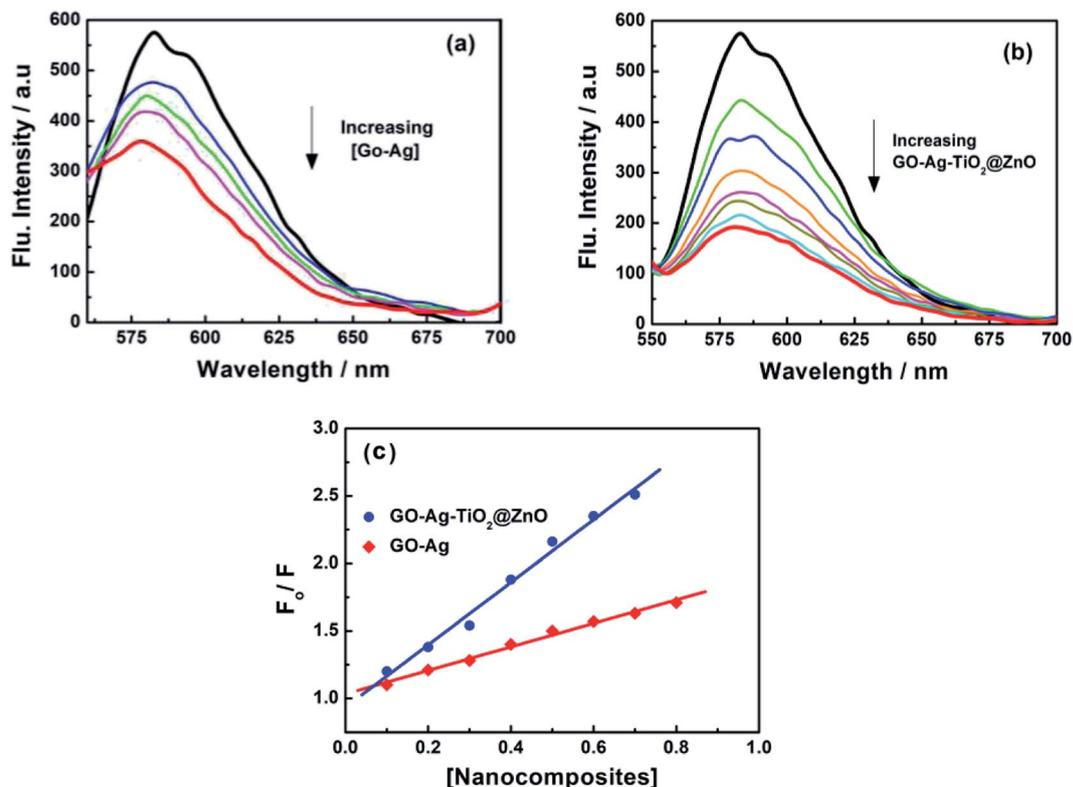 600
500
400
300
200
100
0
Flu. Intensity / a.u
(a)
Increasing
[Go-Ag]
575 600 625 650 675 700
Wavelength / nm
600
500
400
300
200
100
0
Flu. Intensity / a.u
(b)
Increasing
GO-Ag-TiO₂@ZnO
550 575 600 625 650 675 700
Wavelength / nm
3.0
2.5
2.0
1.5
1.0
F₀/ F
(c)
GO-Ag-TiO₂@ZnO
GO-Ag
0.0 0.2 0.4 0.6 0.8 1.0
[Nanocomposites]